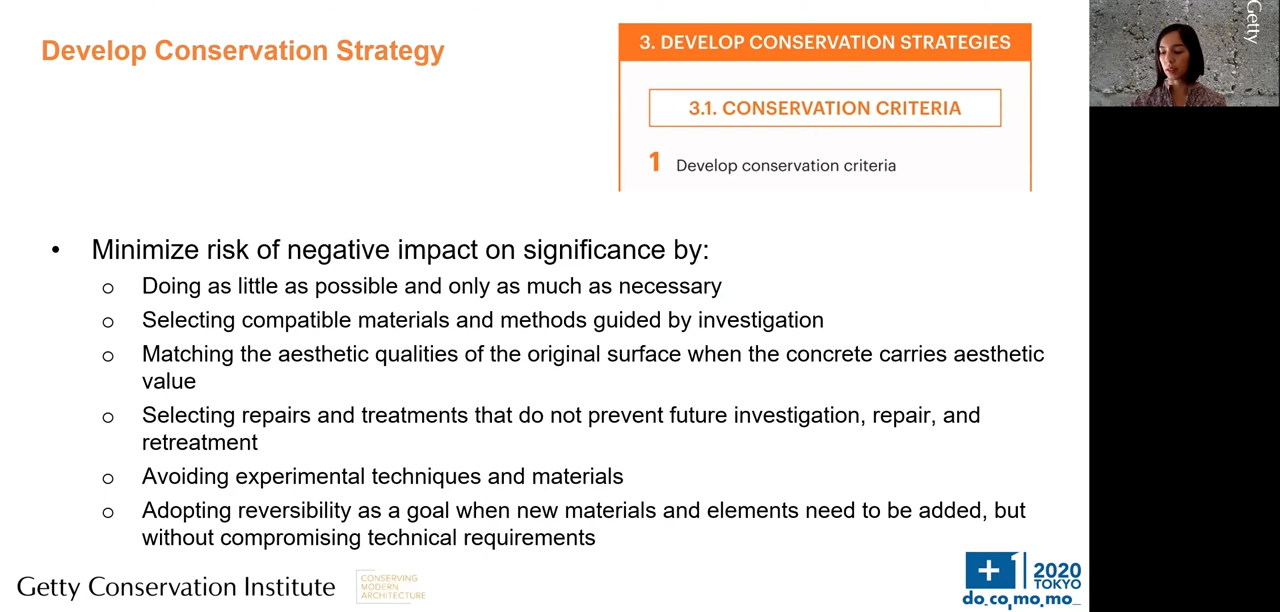 Develop Conservation Strategy
3. DEVELOP CONSERVATION STRATEGIES
3.1. CONSERVATION CRITERIA
1 Develop conservation criteria
Getty
• Minimize risk of negative impact on significance by:
o Doing as little as possible and only as much as necessary
o Selecting compatible materials and methods guided by investigation
o Matching the aesthetic qualities of the original surface when the concrete carries aesthetic
value
o Selecting repairs and treatments that do not prevent future investigation, repair, and
retreatment
o Avoiding experimental techniques and materials
o Adopting reversibility as a goal when new materials and elements need to be added, but
without compromising technical requirements
Getty Conservation Institute
CONSERVING
MODERN
ARCHITECTURE
+1 2020
TOKYO
do_co,mo,mo_